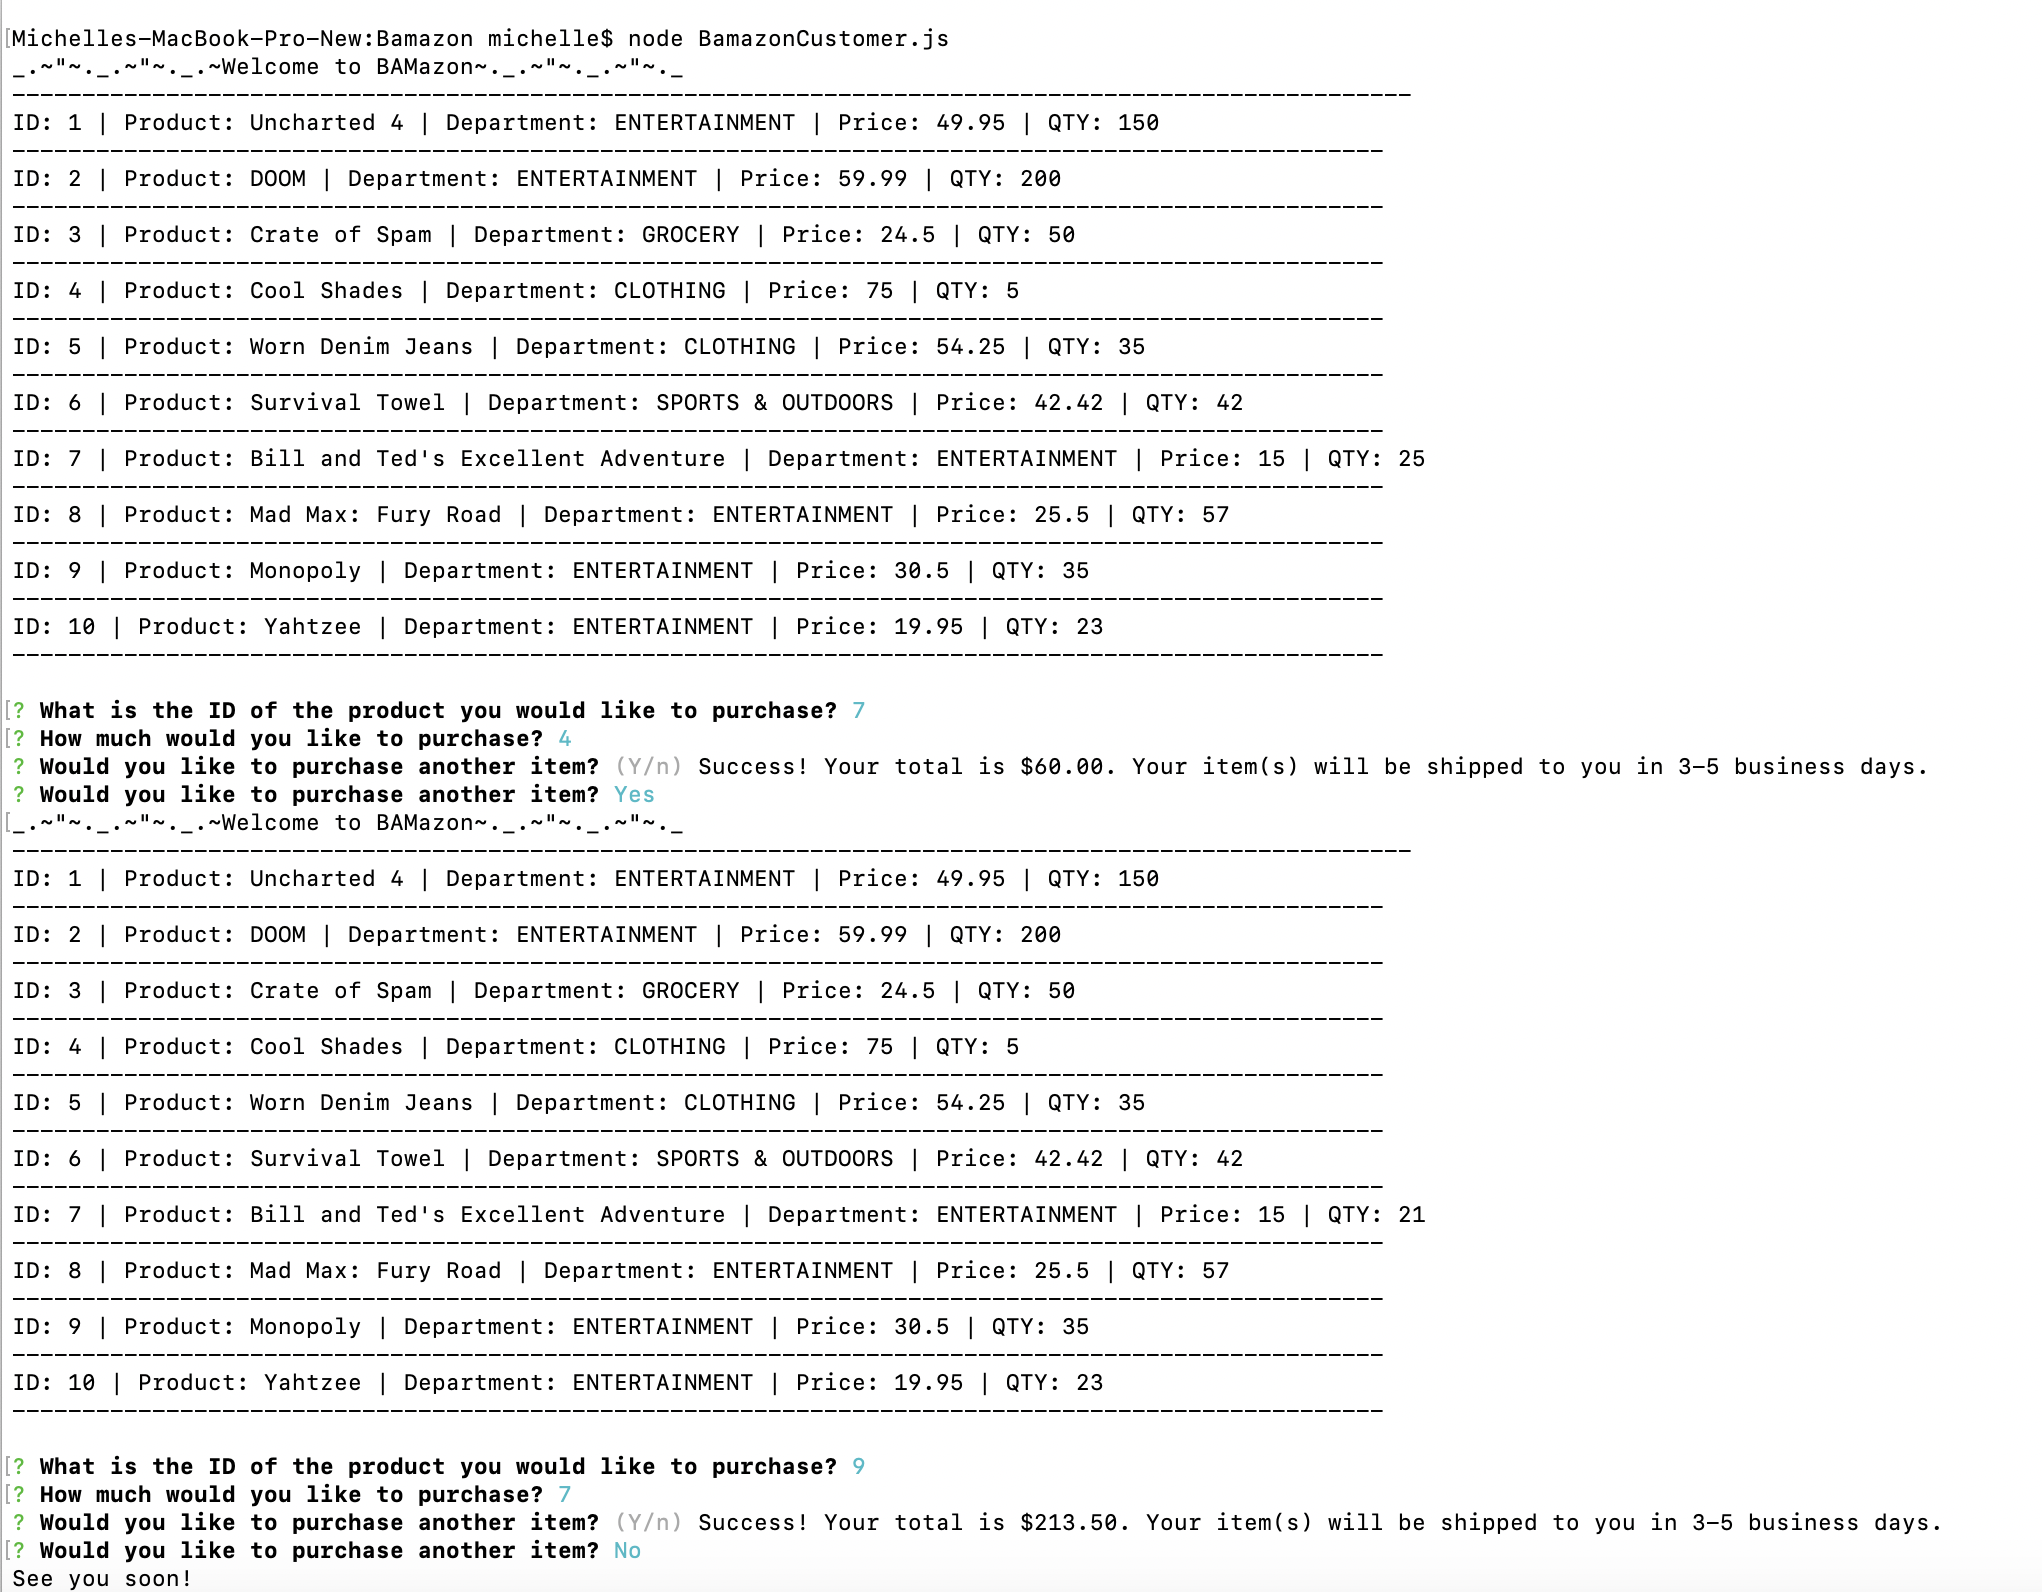 Michelles-MacBook-Pro-New:Bamazon michelle$ node BamazonCustomer.js
_.~"~._.~"~._.~Welcome to BAMazon~._.~"~._.~"~._
----------------------------------------------------------------------------------------------------
ID: 1 | Product: Uncharted 4 | Department: ENTERTAINMENT | Price: 49.95 | QTY: 150
--------------------------------------------------------------------------------------------------
ID: 2 | Product: DOOM | Department: ENTERTAINMENT | Price: 59.99 | QTY: 200
--------------------------------------------------------------------------------------------------
ID: 3 | Product: Crate of Spam | Department: GROCERY | Price: 24.5 | QTY: 50
--------------------------------------------------------------------------------------------------
ID: 4 | Product: Cool Shades | Department: CLOTHING | Price: 75 | QTY: 5
--------------------------------------------------------------------------------------------------
ID: 5 | Product: Worn Denim Jeans | Department: CLOTHING | Price: 54.25 | QTY: 35
--------------------------------------------------------------------------------------------------
ID: 6 | Product: Survival Towel | Department: SPORTS & OUTDOORS | Price: 42.42 | QTY: 42
--------------------------------------------------------------------------------------------------
ID: 7 | Product: Bill and Ted's Excellent Adventure | Department: ENTERTAINMENT | Price: 15 | QTY: 25
--------------------------------------------------------------------------------------------------
ID: 8 | Product: Mad Max: Fury Road | Department: ENTERTAINMENT | Price: 25.5 | QTY: 57
--------------------------------------------------------------------------------------------------
ID: 9 | Product: Monopoly | Department: ENTERTAINMENT | Price: 30.5 | QTY: 35
--------------------------------------------------------------------------------------------------
ID: 10 | Product: Yahtzee | Department: ENTERTAINMENT | Price: 19.95 | QTY: 23
--------------------------------------------------------------------------------------------------
? What is the ID of the product you would like to purchase? 7
? How much would you like to purchase? 4
? Would you like to purchase another item? (Y/n) Success! Your total is $60.00. Your item(s) will be shipped to you in 3-5 business days.
? Would you like to purchase another item? Yes
_.~"~._.~"~._.~Welcome to BAMazon~._.~"~._.~"~._
----------------------------------------------------------------------------------------------------
ID: 1 | Product: Uncharted 4 | Department: ENTERTAINMENT | Price: 49.95 | QTY: 150
--------------------------------------------------------------------------------------------------
ID: 2 | Product: DOOM | Department: ENTERTAINMENT | Price: 59.99 | QTY: 200
--------------------------------------------------------------------------------------------------
ID: 3 | Product: Crate of Spam | Department: GROCERY | Price: 24.5 | QTY: 50
--------------------------------------------------------------------------------------------------
ID: 4 | Product: Cool Shades | Department: CLOTHING | Price: 75 | QTY: 5
--------------------------------------------------------------------------------------------------
ID: 5 | Product: Worn Denim Jeans | Department: CLOTHING | Price: 54.25 | QTY: 35
--------------------------------------------------------------------------------------------------
ID: 6 | Product: Survival Towel | Department: SPORTS & OUTDOORS | Price: 42.42 | QTY: 42
--------------------------------------------------------------------------------------------------
ID: 7 | Product: Bill and Ted's Excellent Adventure | Department: ENTERTAINMENT | Price: 15 | QTY: 21
--------------------------------------------------------------------------------------------------
ID: 8 | Product: Mad Max: Fury Road | Department: ENTERTAINMENT | Price: 25.5 | QTY: 57
--------------------------------------------------------------------------------------------------
ID: 9 | Product: Monopoly | Department: ENTERTAINMENT | Price: 30.5 | QTY: 35
--------------------------------------------------------------------------------------------------
ID: 10 | Product: Yahtzee | Department: ENTERTAINMENT | Price: 19.95 | QTY: 23
--------------------------------------------------------------------------------------------------
? What is the ID of the product you would like to purchase? 9
? How much would you like to purchase? 7
? Would you like to purchase another item? (Y/n) Success! Your total is $213.50. Your item(s) will be shipped to you in 3-5 business days.
? Would you like to purchase another item? No
See you soon!